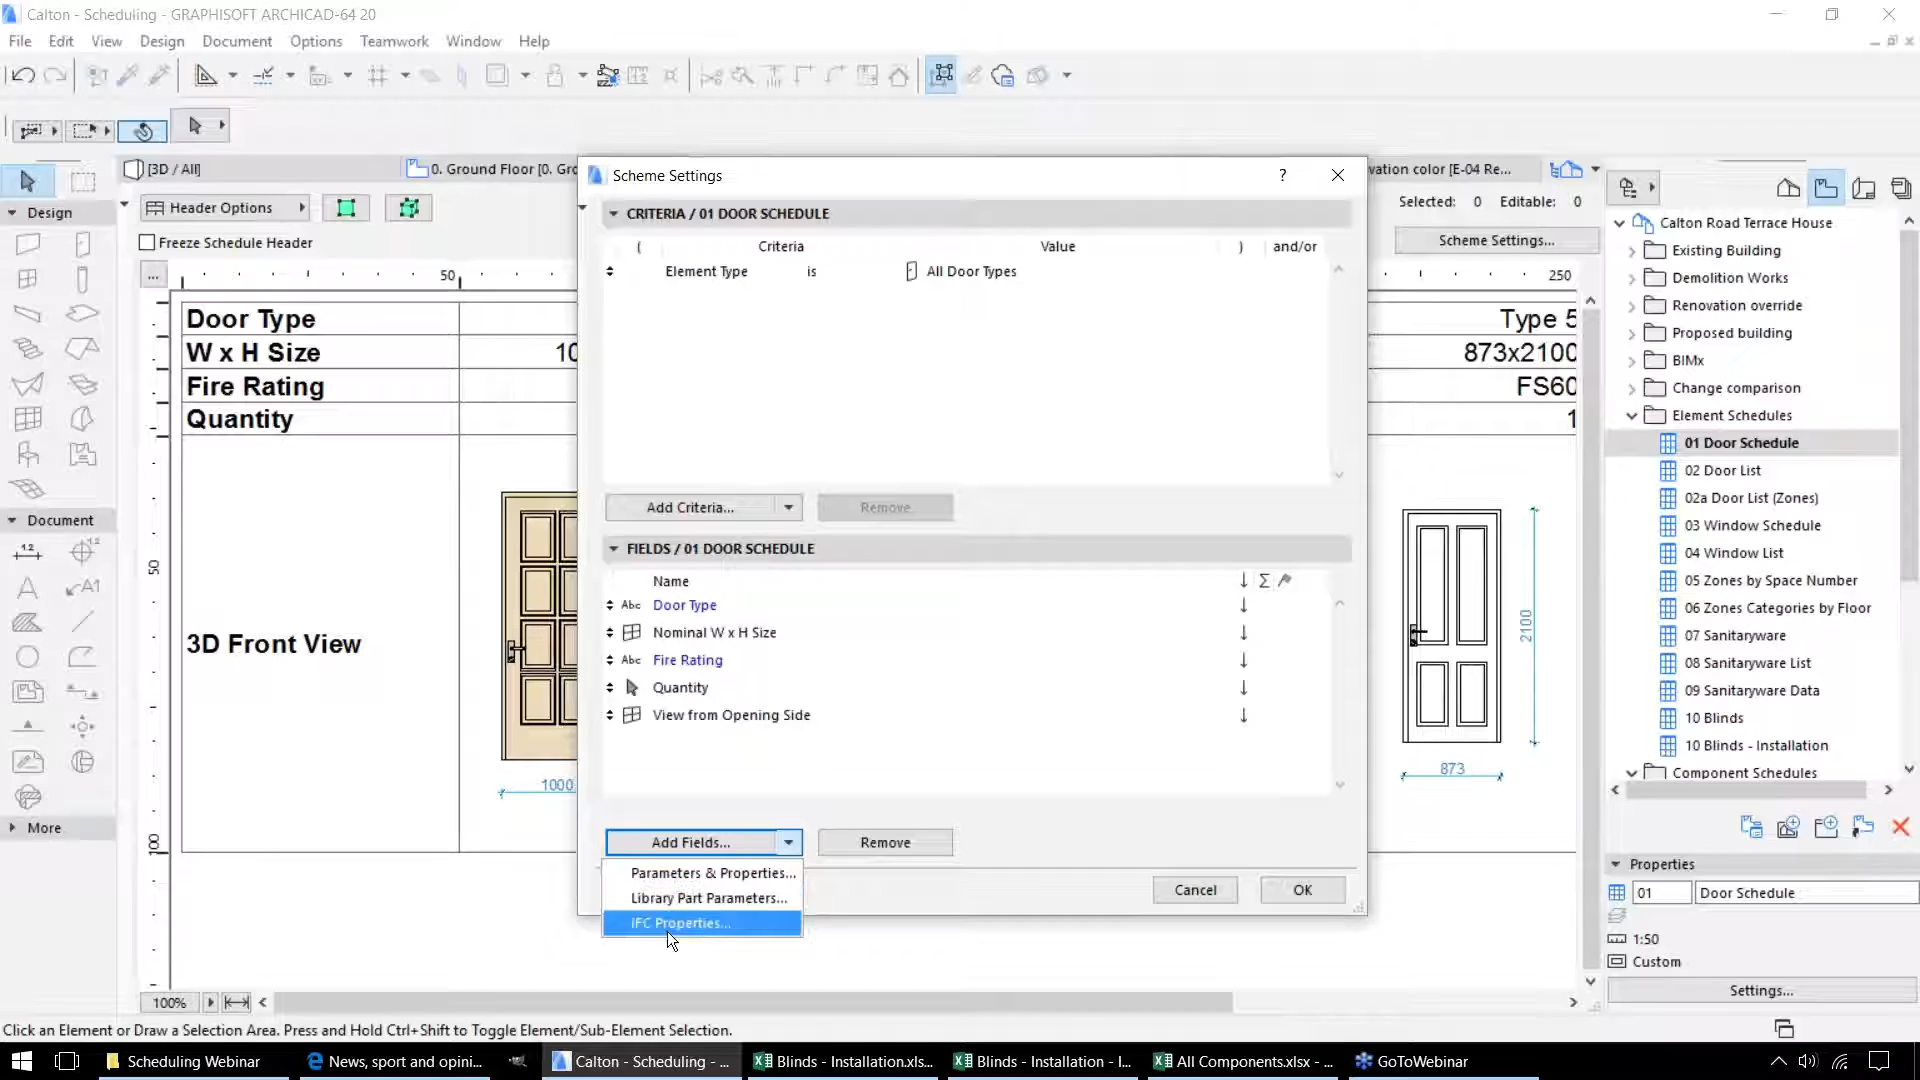 Calton - Scheduling - GRAPHISOFT ARCHICAD-64 20
File Edit View Design Document Options Teamwork Window Help
[3D / All]
0. Ground Floor [0. Gro
vation color [E-04 Re...
Header Options
Freeze Schedule Header
Selected: 0 Editable: 0
Scheme Settings...
...
50
250
Design
Document
More
1.2
1.2
A
A1
50
100
Door Type
W x H Size
Fire Rating
Quantity
3D Front View
10
1000
Type 5
873x2100
FS60
1
2100
873
Scheme Settings
?
CRITERIA / 01 DOOR SCHEDULE
( Criteria Value ) and/or
Element Type is All Door Types
Add Criteria...
Remove
FIELDS / 01 DOOR SCHEDULE
Name
Σ
Abc Door Type
Nominal W x H Size
Abc Fire Rating
Quantity
View from Opening Side
Add Fields...
Remove
Parameters & Properties...
Library Part Parameters...
IFC Properties...
Cancel
OK
Calton Road Terrace House
Existing Building
Demolition Works
Renovation override
Proposed building
BIMx
Change comparison
Element Schedules
01 Door Schedule
02 Door List
02a Door List (Zones)
03 Window Schedule
04 Window List
05 Zones by Space Number
06 Zones Categories by Floor
07 Sanitaryware
08 Sanitaryware List
09 Sanitaryware Data
10 Blinds
10 Blinds - Installation
Component Schedules
Properties
01 Door Schedule
1:50
Custom
Settings...
100%
Click an Element or Draw a Selection Area. Press and Hold Ctrl+Shift to Toggle Element/Sub-Element Selection.
Scheduling Webinar
News, sport and opini...
Calton - Scheduling - ...
Blinds - Installation.xls...
Blinds - Installation - I...
All Components.xlsx - ...
GoToWebinar